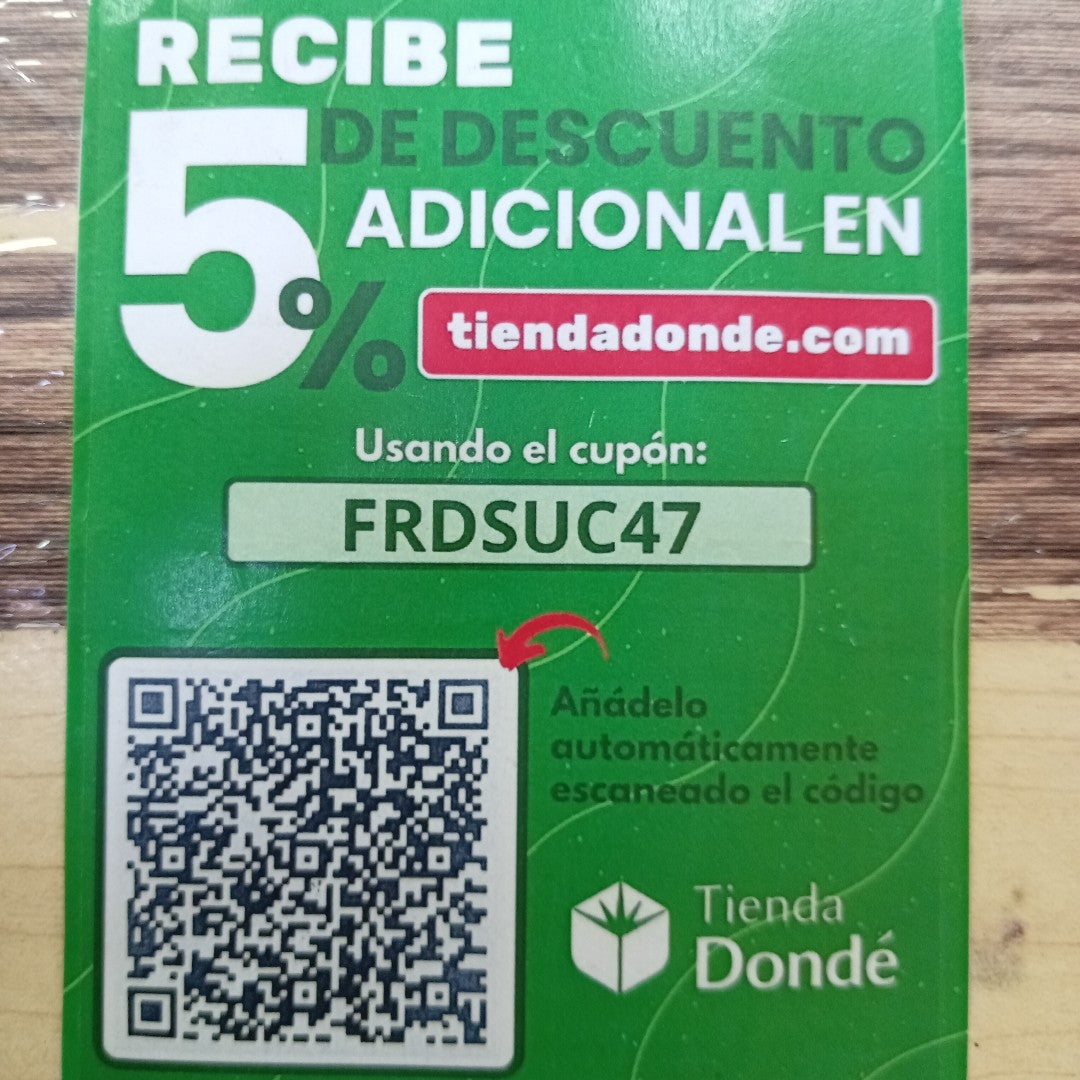 RECIBE
5% DE DESCUENTO
ADICIONAL EN
tiendadonde.com
Usando el cupón:
FRDSUC47
Añádelo
automáticamente
escaneado el código
Tienda
Dondé